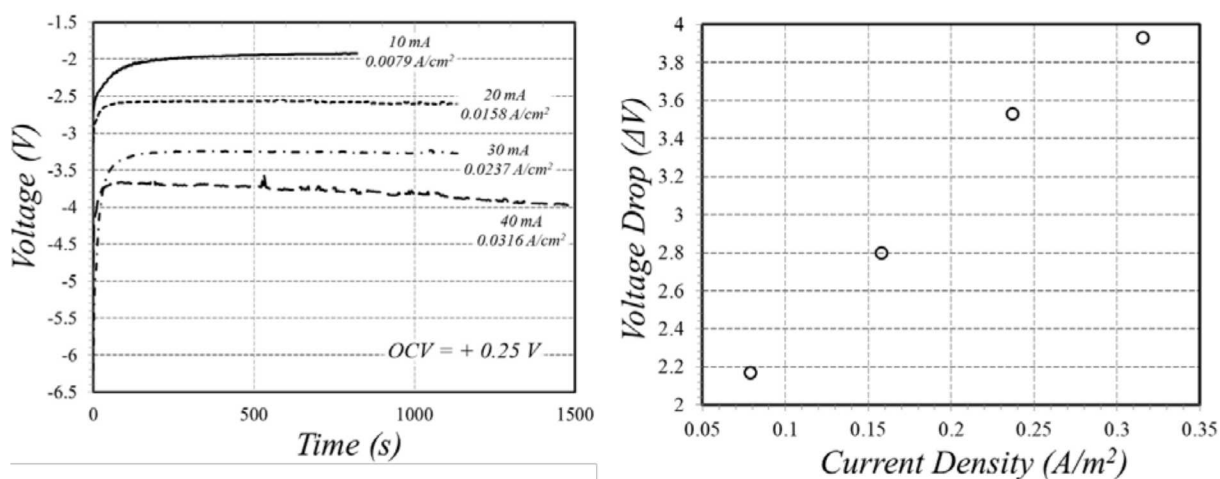 -1.5
-2
-2.5
-3
-3.5
-4
-4.5
-5
-5.5
-6
-6.5
Voltage (V)
10 mA
0.0079 A/cm²
20 mA
0.0158 A/cm²
30 mA
0.0237 A/cm²
40 mA
0.0316 A/cm²
OCV = + 0.25 V
0 500 1000 1500
Time (s)
4
3.8
3.6
3.4
3.2
3
2.8
2.6
2.4
2.2
2
Voltage Drop (ΔV)
0.05 0.1 0.15 0.2 0.25 0.3 0.35
Current Density (A/m²)